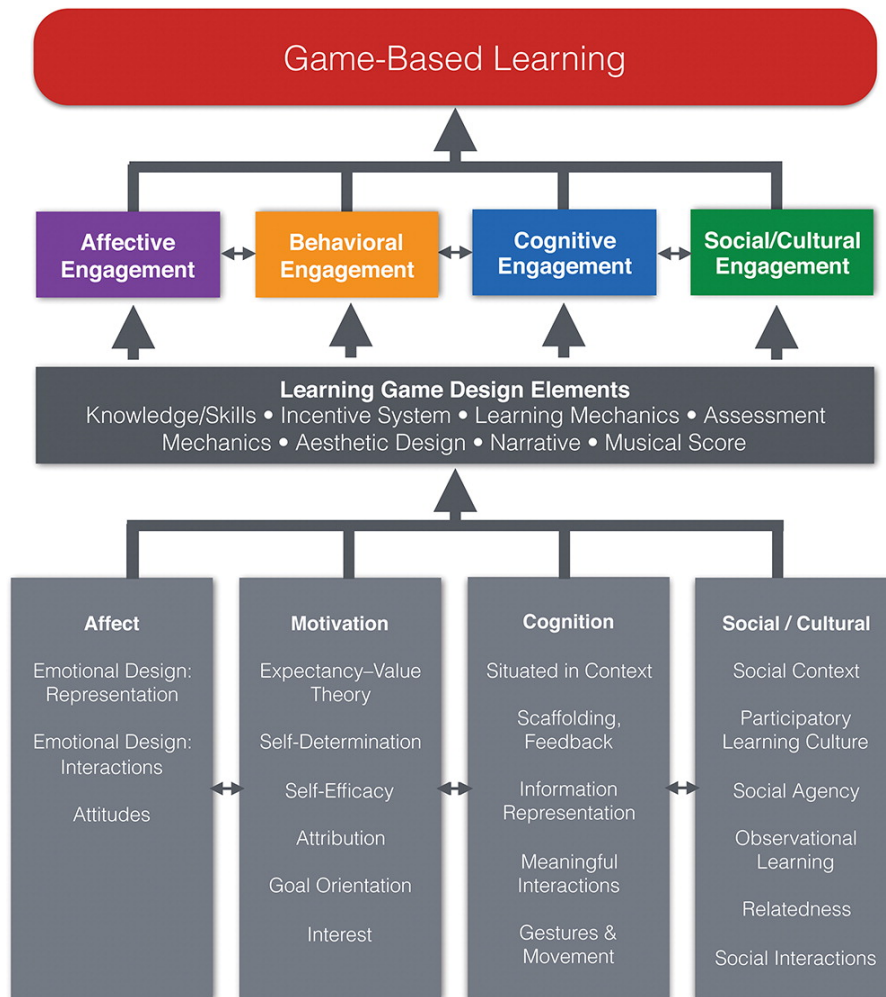 Game-Based Learning
Affective
Engagement
Behavioral
Engagement
Cognitive
Engagement
Social/Cultural
Engagement
Learning Game Design Elements
Knowledge/Skills • Incentive System • Learning Mechanics • Assessment
Mechanics • Aesthetic Design • Narrative • Musical Score
Affect
Emotional Design:
Representation
Emotional Design:
Interactions
Attitudes
Motivation
Expectancy–Value
Theory
Self-Determination
Self-Efficacy
Attribution
Goal Orientation
Interest
Cognition
Situated in Context
Scaffolding,
Feedback
Information
Representation
Meaningful
Interactions
Gestures &
Movement
Social / Cultural
Social Context
Participatory
Learning Culture
Social Agency
Observational
Learning
Relatedness
Social Interactions